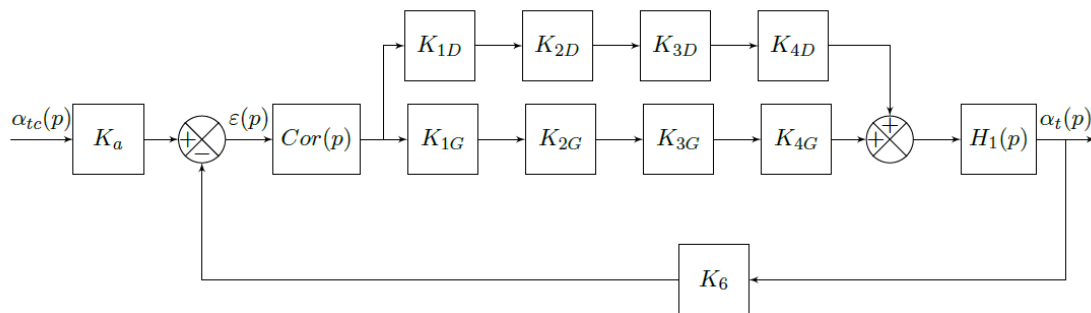 K_{1D} K_{2D} K_{3D} K_{4D}
α_{tc}(p) K_a + − ε(p) Cor(p) K_{1G} K_{2G} K_{3G} K_{4G} + + H_1(p) α_t(p)
K_6